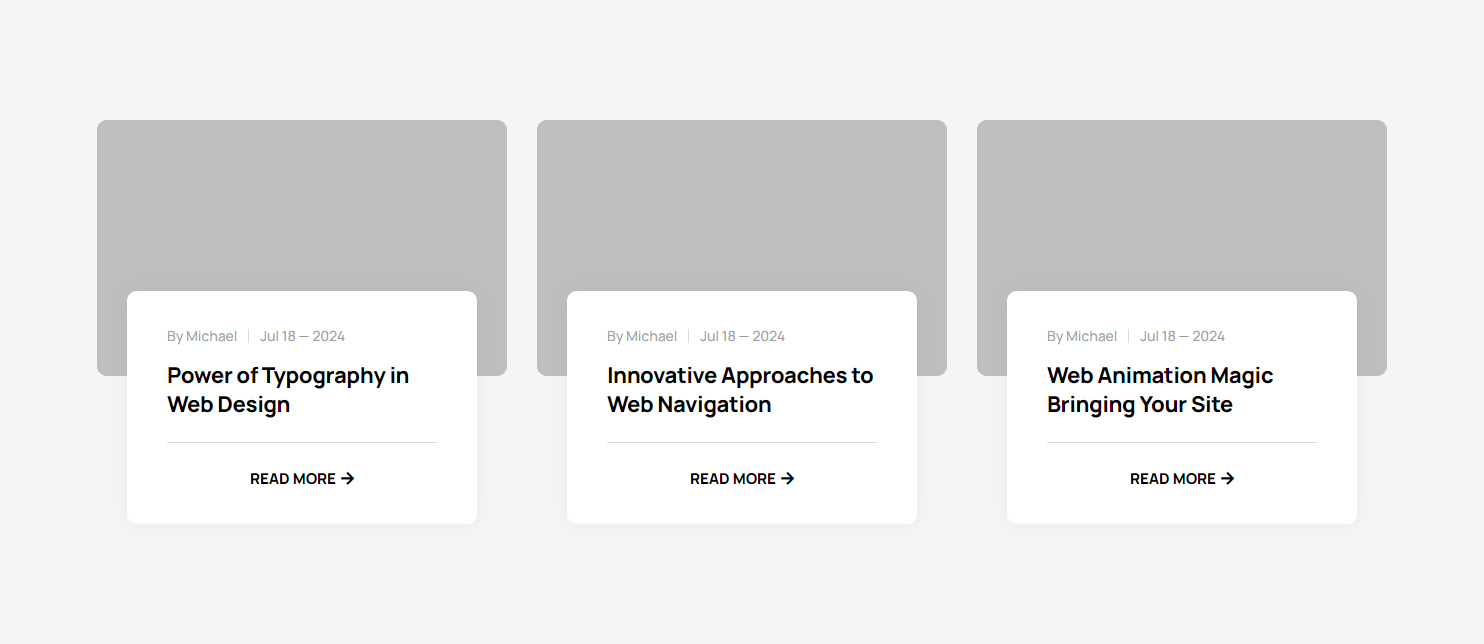 By Michael | Jul 18 — 2024
Power of Typography in
Web Design
READ MORE →
By Michael | Jul 18 — 2024
Innovative Approaches to
Web Navigation
READ MORE →
By Michael | Jul 18 — 2024
Web Animation Magic
Bringing Your Site
READ MORE →